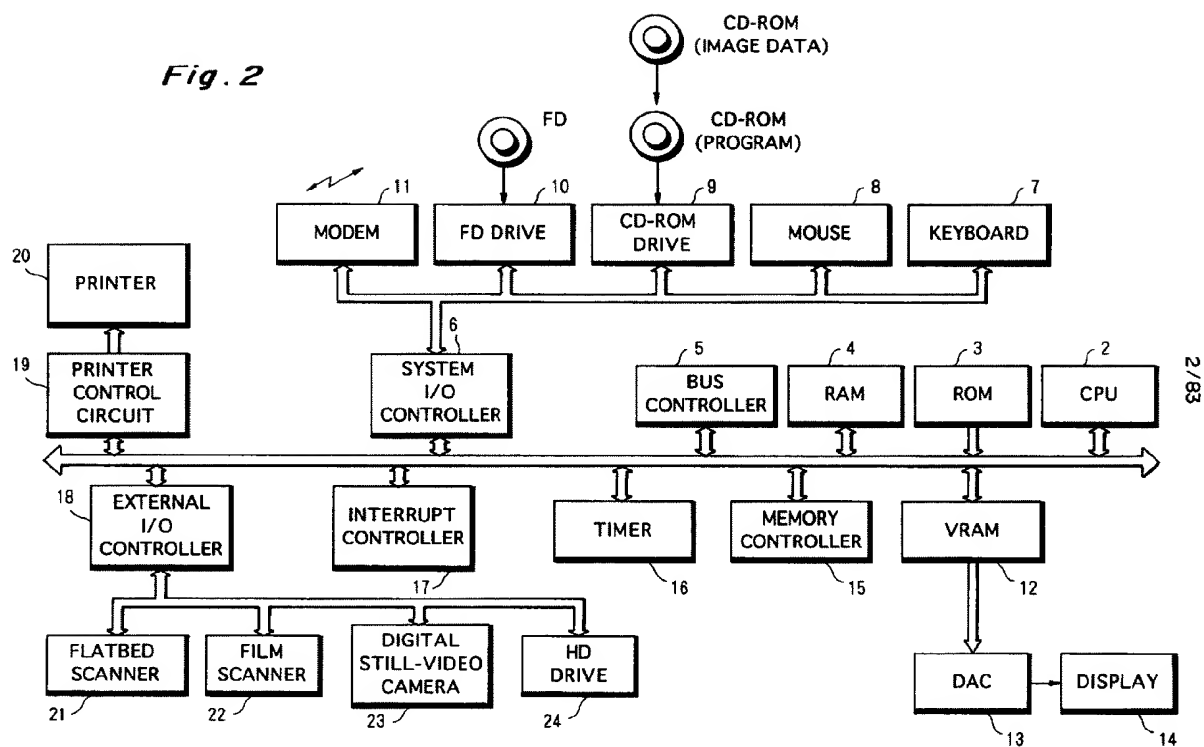 Fig. 2
CD-ROM
(IMAGE DATA)
FD
CD-ROM
(PROGRAM)
11
10
9
8
7
MODEM
FD DRIVE
CD-ROM
DRIVE
MOUSE
KEYBOARD
20
PRINTER
6
19
PRINTER
CONTROL
CIRCUIT
SYSTEM
I/O
CONTROLLER
5
4
3
2
BUS
CONTROLLER
RAM
ROM
CPU
2/83
18
EXTERNAL
I/O
CONTROLLER
INTERRUPT
CONTROLLER
TIMER
MEMORY
CONTROLLER
VRAM
17
16
15
12
FLATBED
SCANNER
FILM
SCANNER
DIGITAL
STILL-VIDEO
CAMERA
HD
DRIVE
DAC
DISPLAY
21
22
23
24
13
14